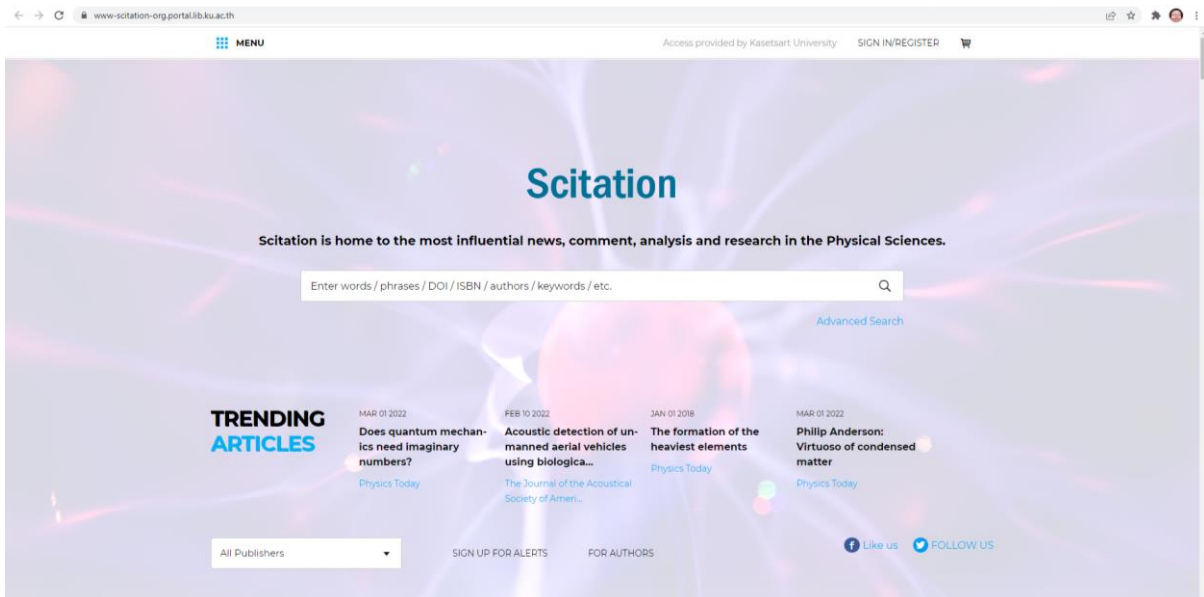 www-scitation-org.portal.lib.ku.ac.th
MENU
Access provided by Kasetsart University
SIGN IN/REGISTER
Scitation
Scitation is home to the most influential news, comment, analysis and research in the Physical Sciences.
Enter words / phrases / DOI / ISBN / authors / keywords / etc.
Advanced Search
TRENDING
ARTICLES
MAR 01 2022
Does quantum mechan-
ics need imaginary
numbers?
Physics Today
FEB 10 2022
Acoustic detection of un-
manned aerial vehicles
using biologica...
The Journal of the Acoustical
Society of Ameri...
JAN 01 2018
The formation of the
heaviest elements
Physics Today
MAR 01 2022
Philip Anderson:
Virtuoso of condensed
matter
Physics Today
All Publishers
SIGN UP FOR ALERTS
FOR AUTHORS
Like us
FOLLOW US